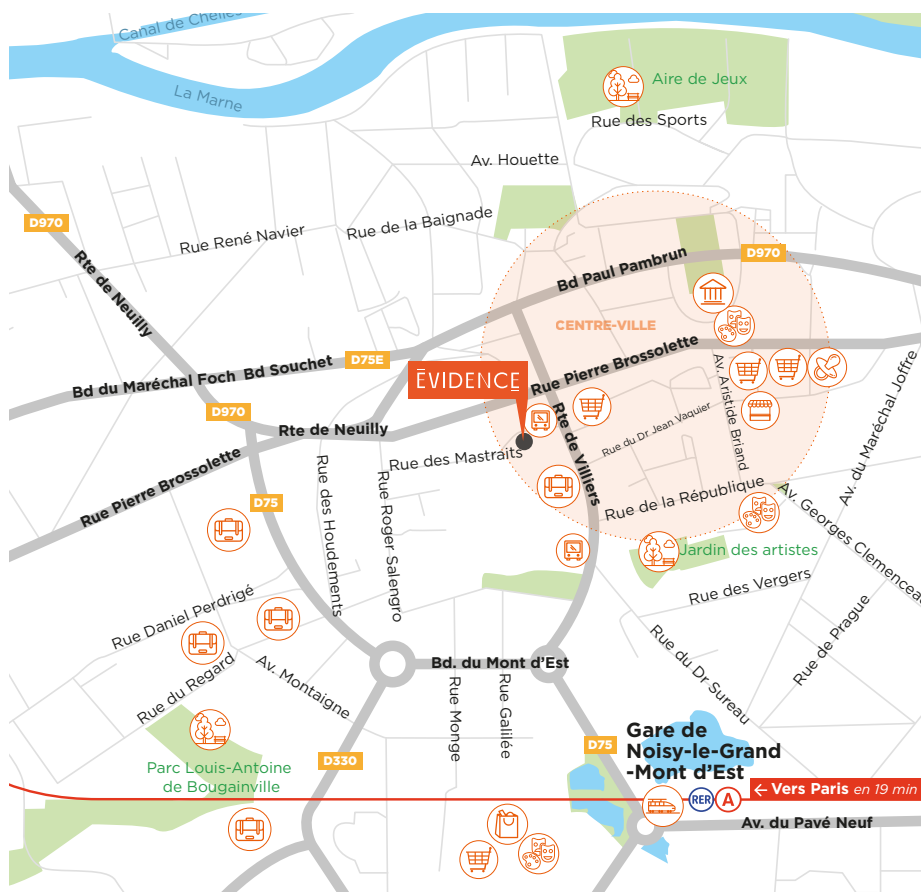 Canal de Chelles
La Marne
Aire de Jeux
Rue des Sports
Av. Houette
D970
Rue René Navier
Rue de la Baignade
Rte de Neuilly
Bd Paul Pambrun
D970
CENTRE-VILLE
D75E
Bd du Maréchal Foch
Bd Souchet
ÉVIDENCE
Rue Pierre Brossolette
Av. Aristide Briand
Av. du Maréchal Joffre
D970
Rte de Neuilly
Rte de Villiers
Rue du Dr Jean Vaquier
Rue des Mastraits
Rue Pierre Brossolette
D75
Rue des Houdements
Rue Roger Salengro
Rue de la République
Av. Georges Clemenceau
Jardin des artistes
Rue des Vergers
Rue Daniel Perdrigé
Rue du Regard
Av. Montaigne
Bd. du Mont d'Est
Rue du Dr Sureau
Rue de Prague
Rue Monge
Rue Galilée
Parc Louis-Antoine
de Bougainville
D330
D75
Gare de
Noisy-le-Grand
-Mont d'Est
RER
A
← Vers Paris en 19 min
Av. du Pavé Neuf